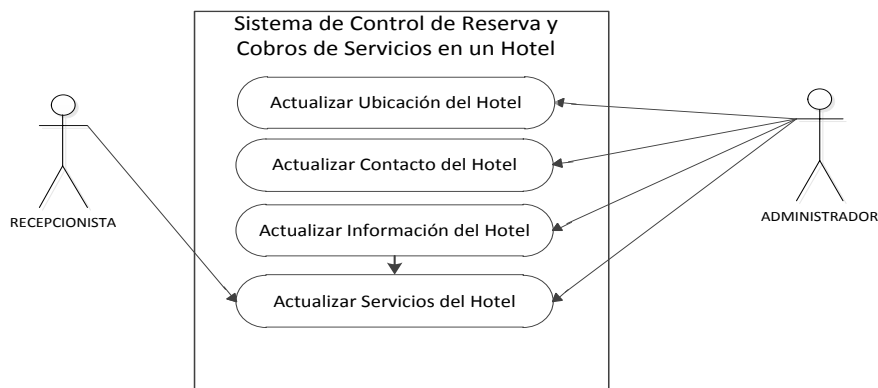 Sistema de Control de Reserva y
Cobros de Servicios en un Hotel
Actualizar Ubicación del Hotel
Actualizar Contacto del Hotel
Actualizar Información del Hotel
Actualizar Servicios del Hotel
RECEPCIONISTA
ADMINISTRADOR